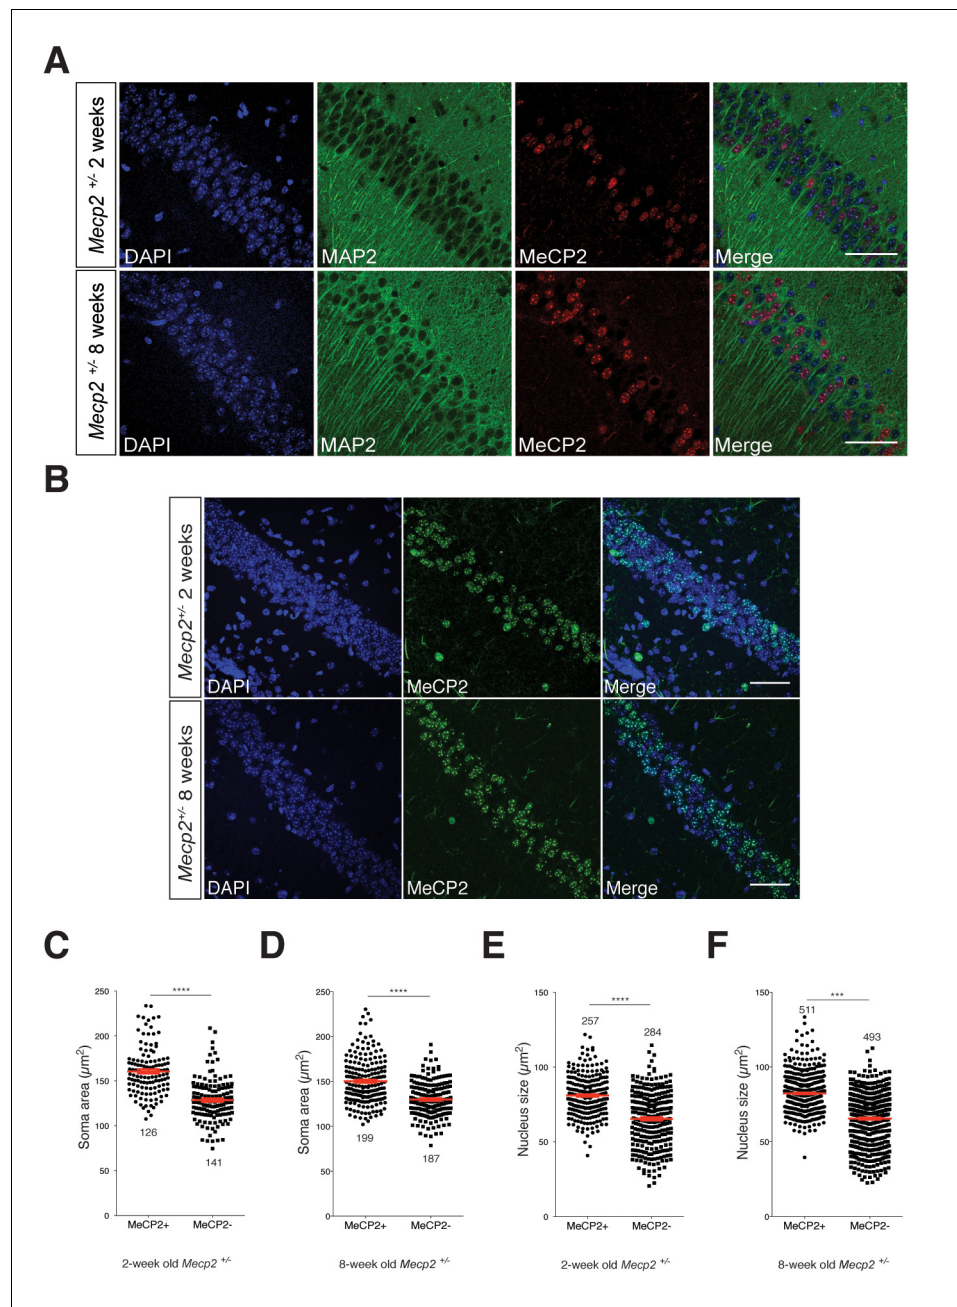 A
Mecp2 +/- 2 weeks
DAPI
MAP2
MeCP2
Merge
Mecp2 +/- 8 weeks
DAPI
MAP2
MeCP2
Merge
B
Mecp2+/- 2 weeks
DAPI
MeCP2
Merge
Mecp2+/- 8 weeks
DAPI
MeCP2
Merge
C
250
200
150
100
50
0
Soma area (µm2)
****
126
141
MeCP2+
MeCP2-
2-week old Mecp2 +/-
D
250
200
150
100
50
0
Soma area (µm2)
****
199
187
MeCP2+
MeCP2-
8-week old Mecp2 +/-
E
150
100
50
0
Nucleus size (µm2)
****
257
284
MeCP2+
MeCP2-
2-week old Mecp2 +/-
F
150
100
50
0
Nucleus size (µm2)
***
511
493
MeCP2+
MeCP2-
8-week old Mecp2 +/-